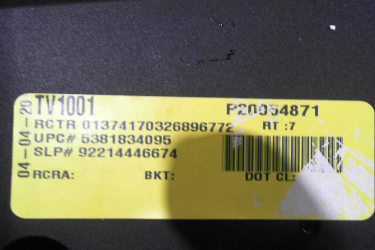 04-04-20
TV1001 P20064871
RCTR 01374170326896772 RT :7
UPC# 5381834095
SLP# 92214446674
RCRA: BKT: DOT CL: